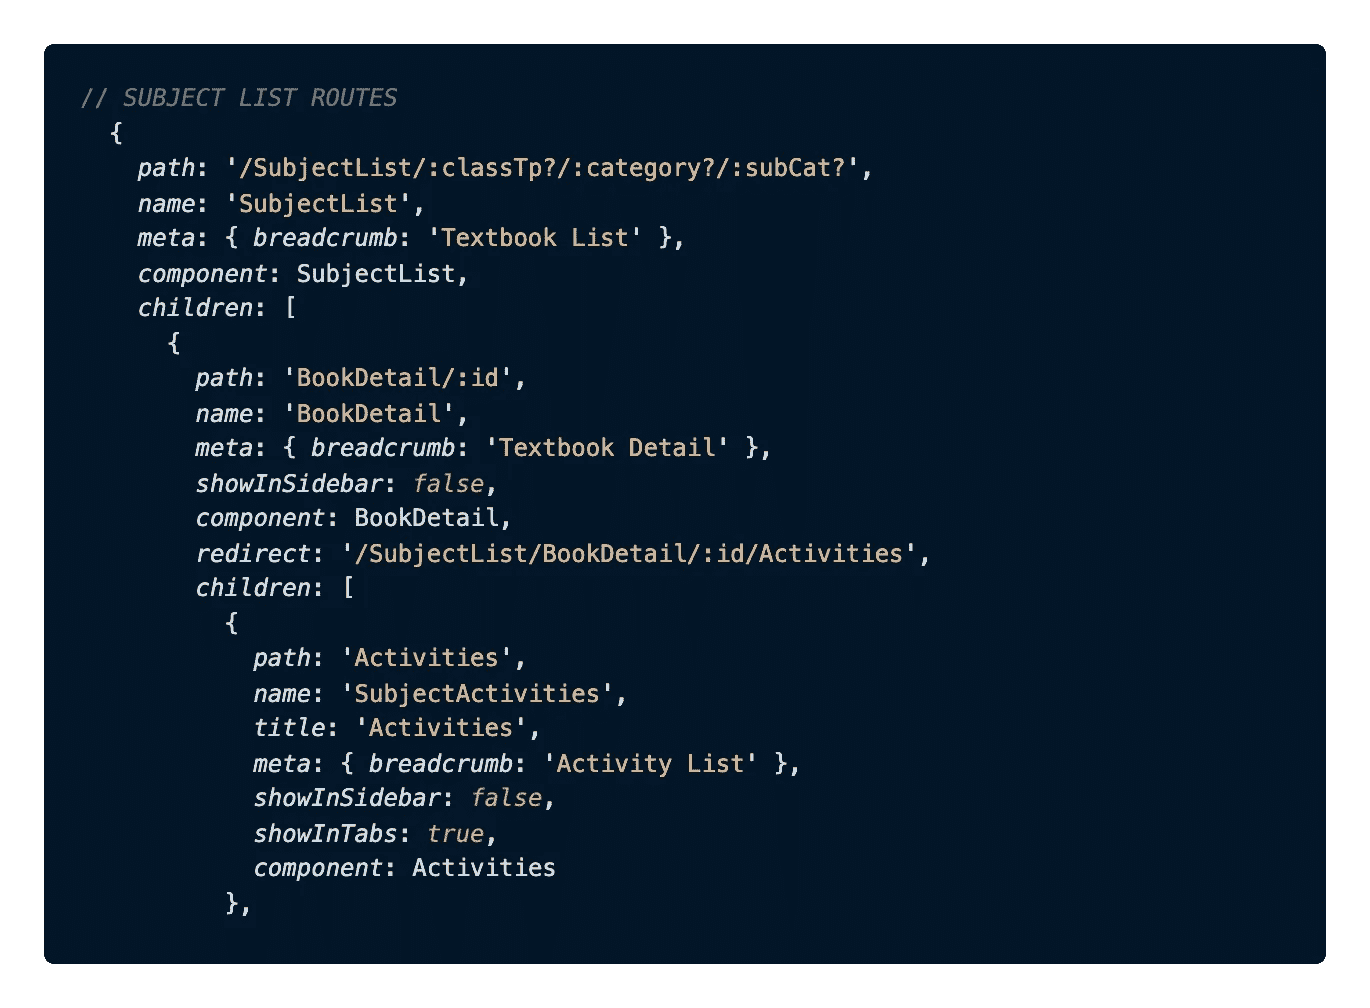 // SUBJECT LIST ROUTES
{
path: '/SubjectList/:classTp?/:category?/:subCat?',
name: 'SubjectList',
meta: { breadcrumb: 'Textbook List' },
component: SubjectList,
children: [
{
path: 'BookDetail/:id',
name: 'BookDetail',
meta: { breadcrumb: 'Textbook Detail' },
showInSidebar: false,
component: BookDetail,
redirect: '/SubjectList/BookDetail/:id/Activities',
children: [
{
path: 'Activities',
name: 'SubjectActivities',
title: 'Activities',
meta: { breadcrumb: 'Activity List' },
showInSidebar: false,
showInTabs: true,
component: Activities
},